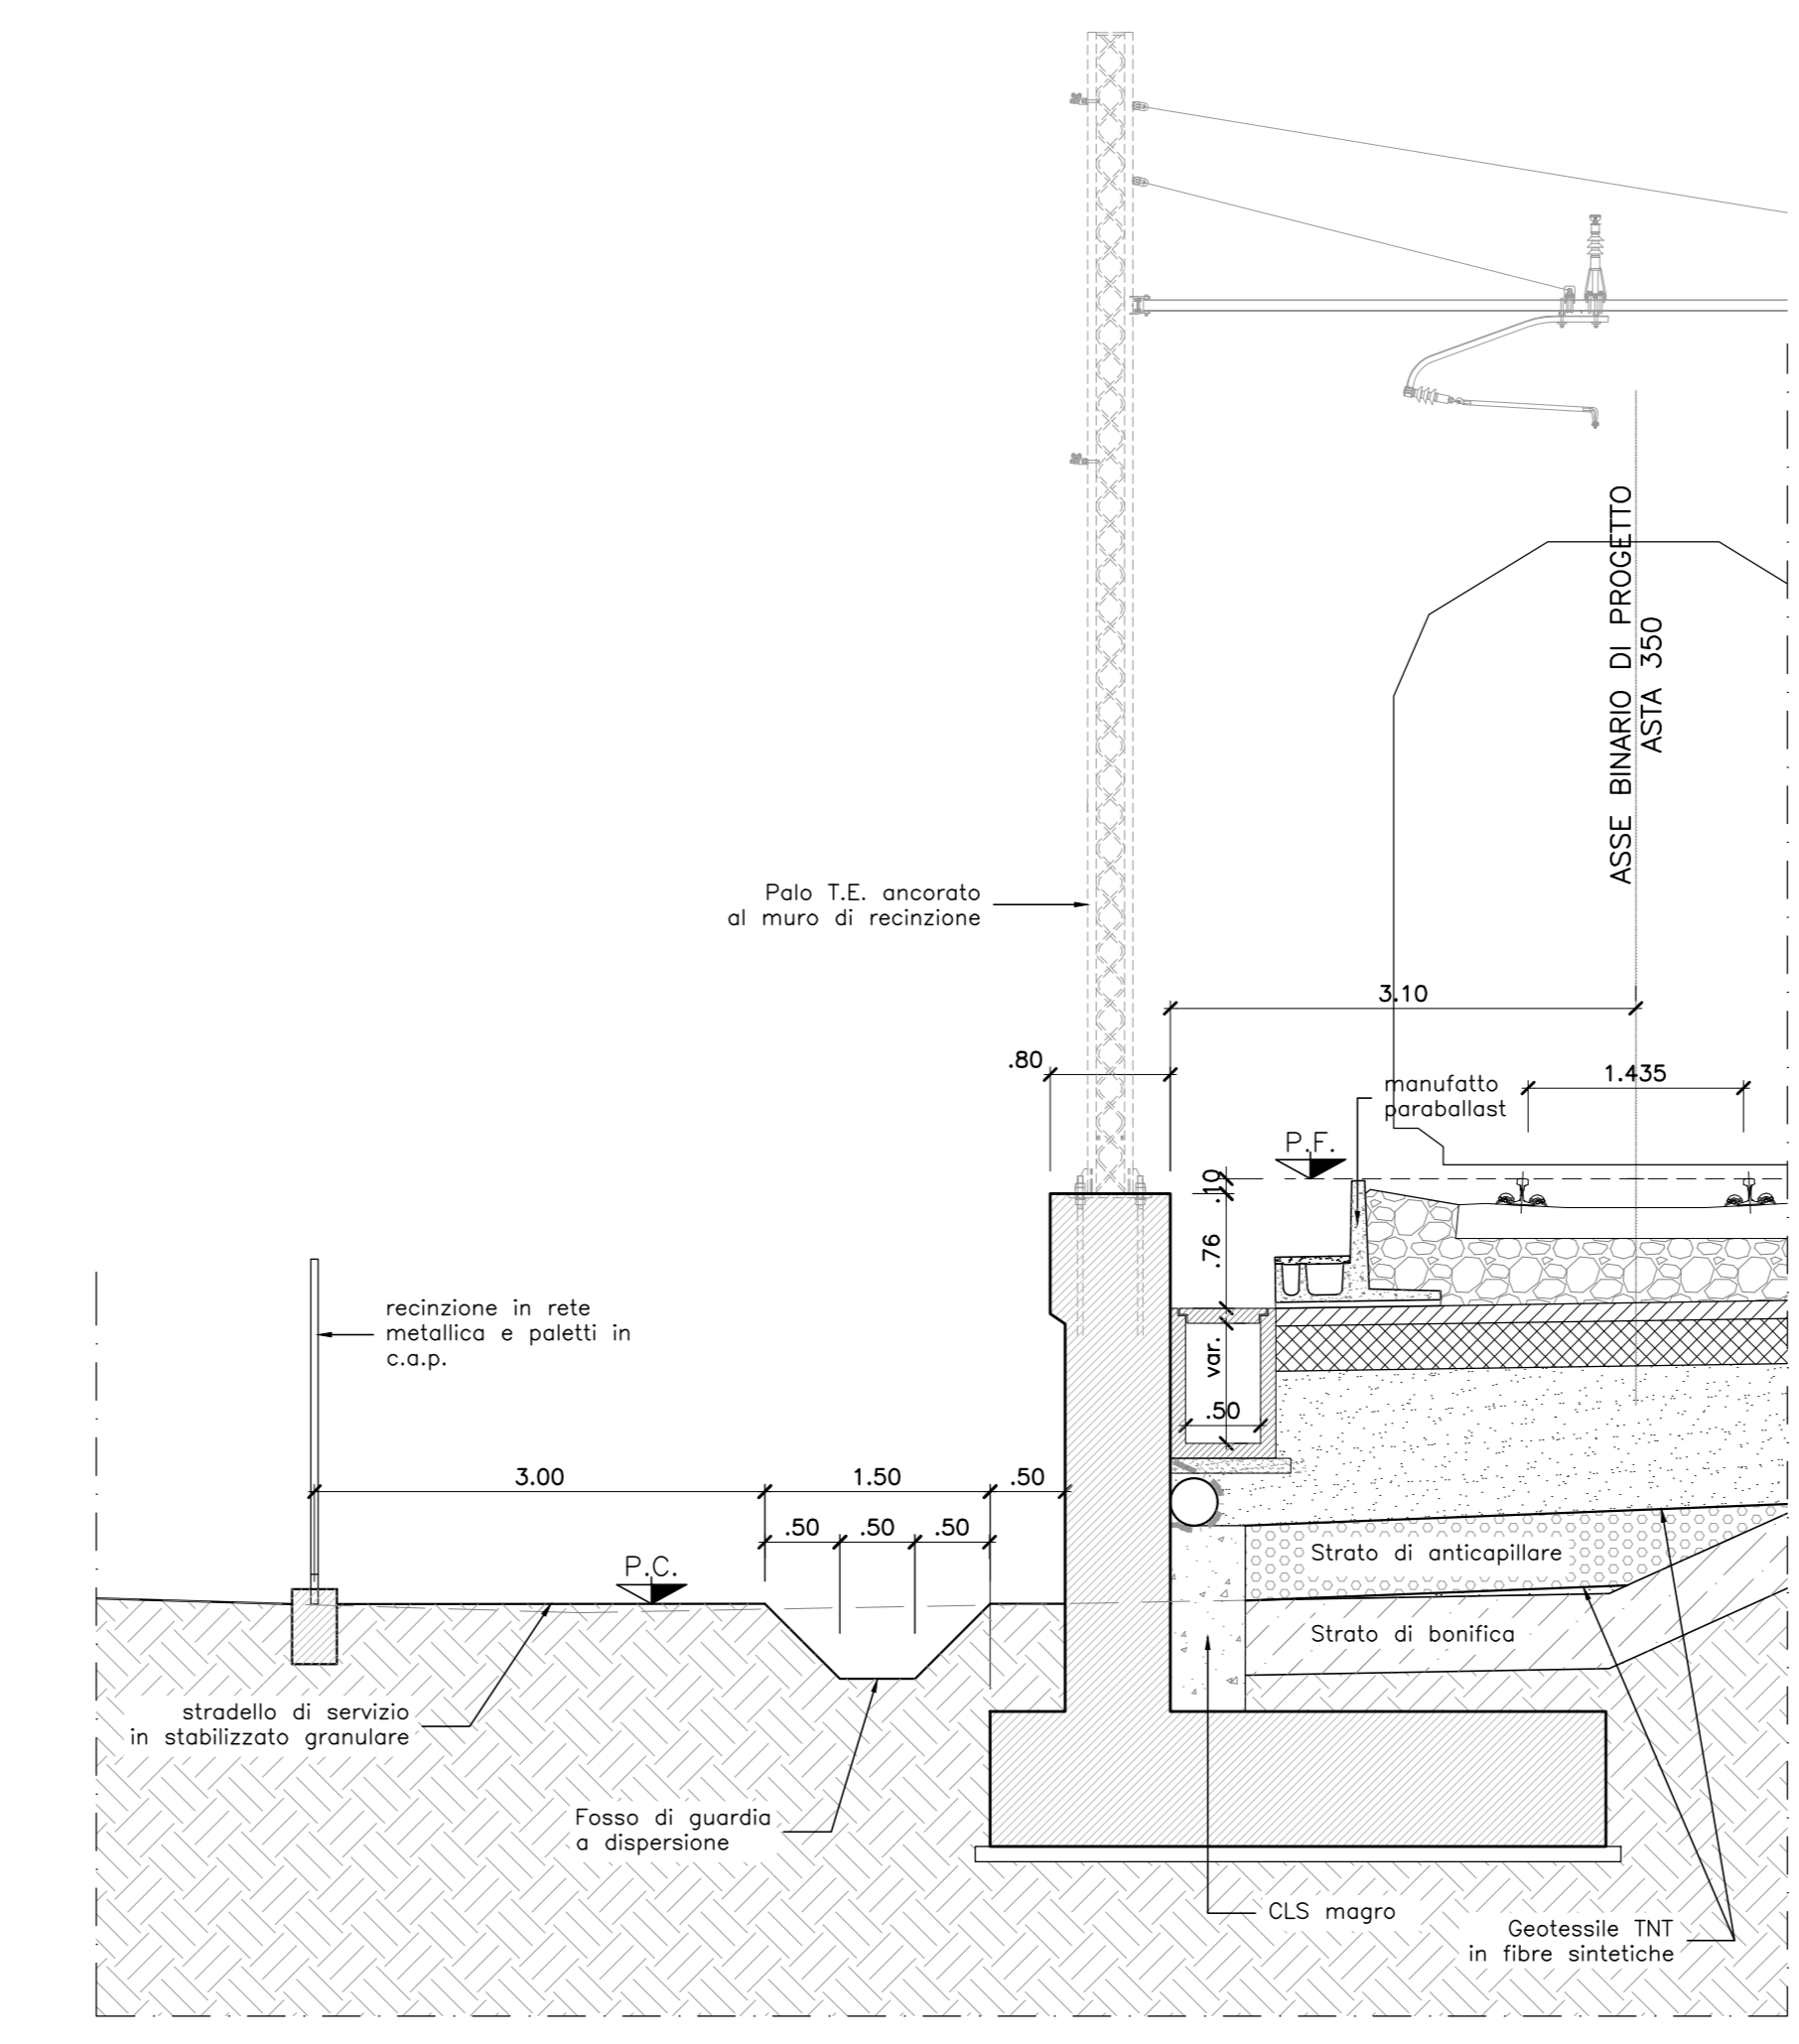 ASSE BINARIO DI PROGETTO
ASTA 350
Palo T.E. ancorato
al muro di recinzione
3.10
.80
1.435
manufatto
paraballast
P.F.
.10
.76
recinzione in rete
metallica e paletti in
c.a.p.
var.
.50
3.00
1.50
.50
.50
.50
.50
Strato di anticapillare
P.C.
Strato di bonifica
stradello di servizio
in stabilizzato granulare
Fosso di guardia
a dispersione
CLS magro
Geotessile TNT
in fibre sintetiche